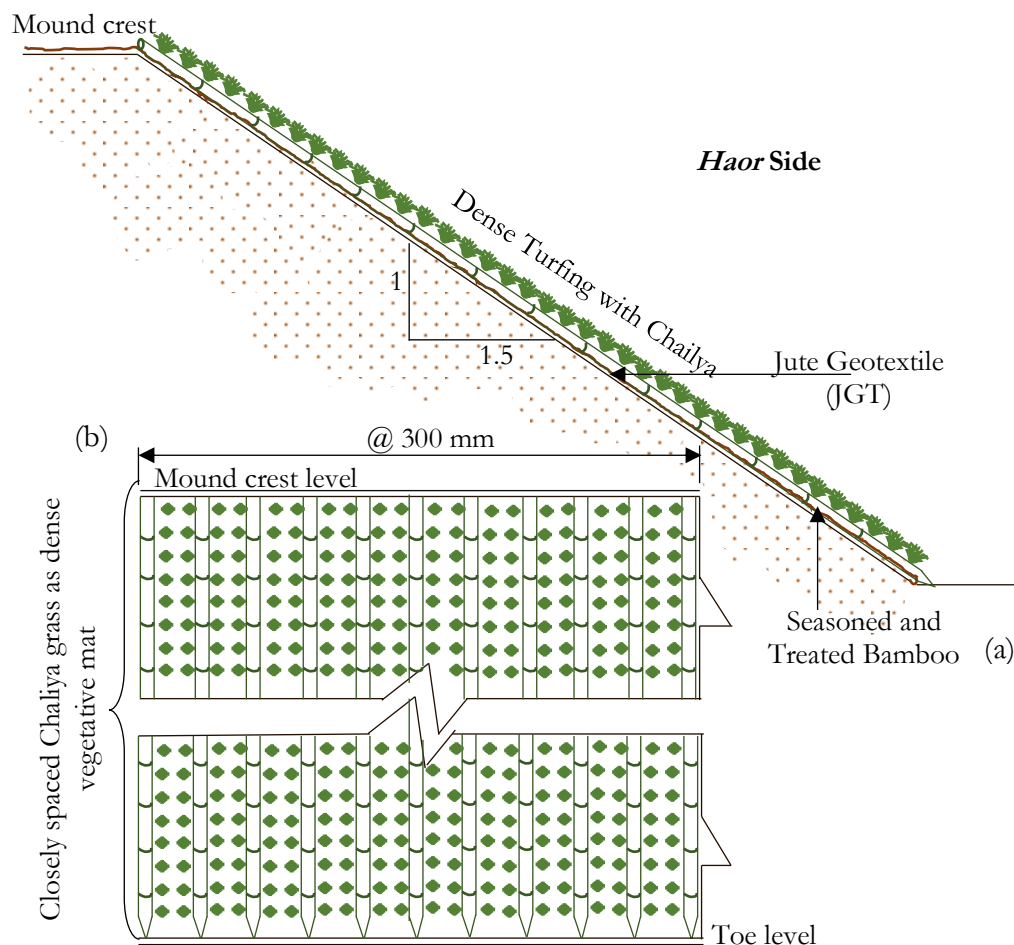 Mound crest
Haor Side
Dense Turfing with Chailya
1
1.5
Jute Geotextile
(JGT)
(b)
@ 300 mm
Mound crest level
Closely spaced Chaliya grass as dense
vegetative mat
Seasoned and
Treated Bamboo
(a)
Toe level